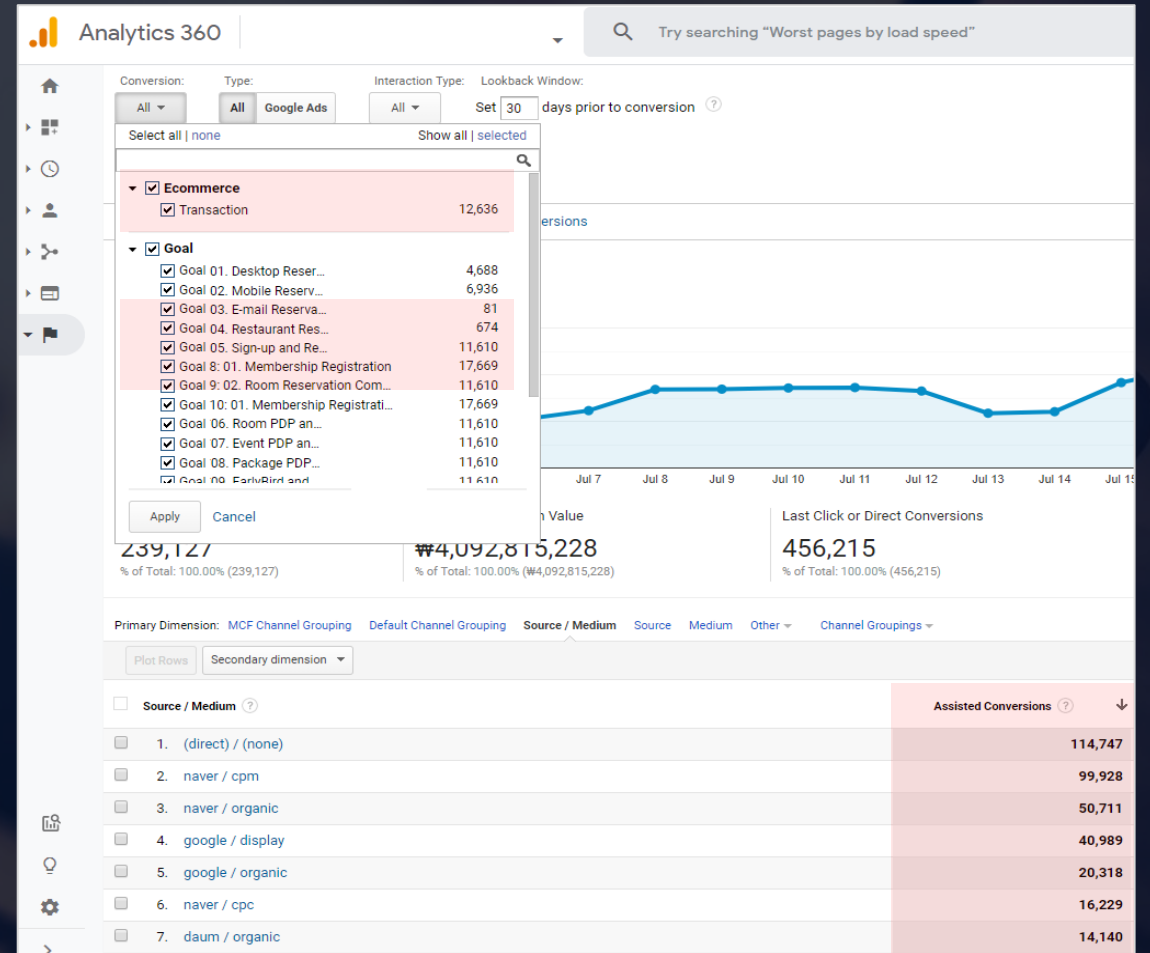 Analytics 360
Try searching “Worst pages by load speed”
Conversion: Type: Interaction Type: Lookback Window:
All All Google Ads All Set 30 days prior to conversion ?
Select all | none Show all | selected
Ecommerce
Transaction 12,636
ersions
Goal
Goal 01. Desktop Reser... 4,688
Goal 02. Mobile Reserv... 6,936
Goal 03. E-mail Reserva... 81
Goal 04. Restaurant Res... 674
Goal 05. Sign-up and Re... 11,610
Goal 8: 01. Membership Registration 17,669
Goal 9: 02. Room Reservation Com... 11,610
Goal 10: 01. Membership Registrati... 17,669
Goal 06. Room PDP an... 11,610
Goal 07. Event PDP an... 11,610
Goal 08. Package PDP... 11,610
Goal 09. EarlyBird and 11,610
Jul 7 Jul 8 Jul 9 Jul 10 Jul 11 Jul 12 Jul 13 Jul 14 Jul 15
Apply Cancel
n Value Last Click or Direct Conversions
239,127 ₩4,092,815,228 456,215
% of Total: 100.00% (239,127) % of Total: 100.00% (₩4,092,815,228) % of Total: 100.00% (456,215)
Primary Dimension: MCF Channel Grouping Default Channel Grouping Source / Medium Source Medium Other Channel Groupings
Plot Rows Secondary dimension
Source / Medium ? Assisted Conversions ?
1. (direct) / (none) 114,747
2. naver / cpm 99,928
3. naver / organic 50,711
4. google / display 40,989
5. google / organic 20,318
6. naver / cpc 16,229
7. daum / organic 14,140